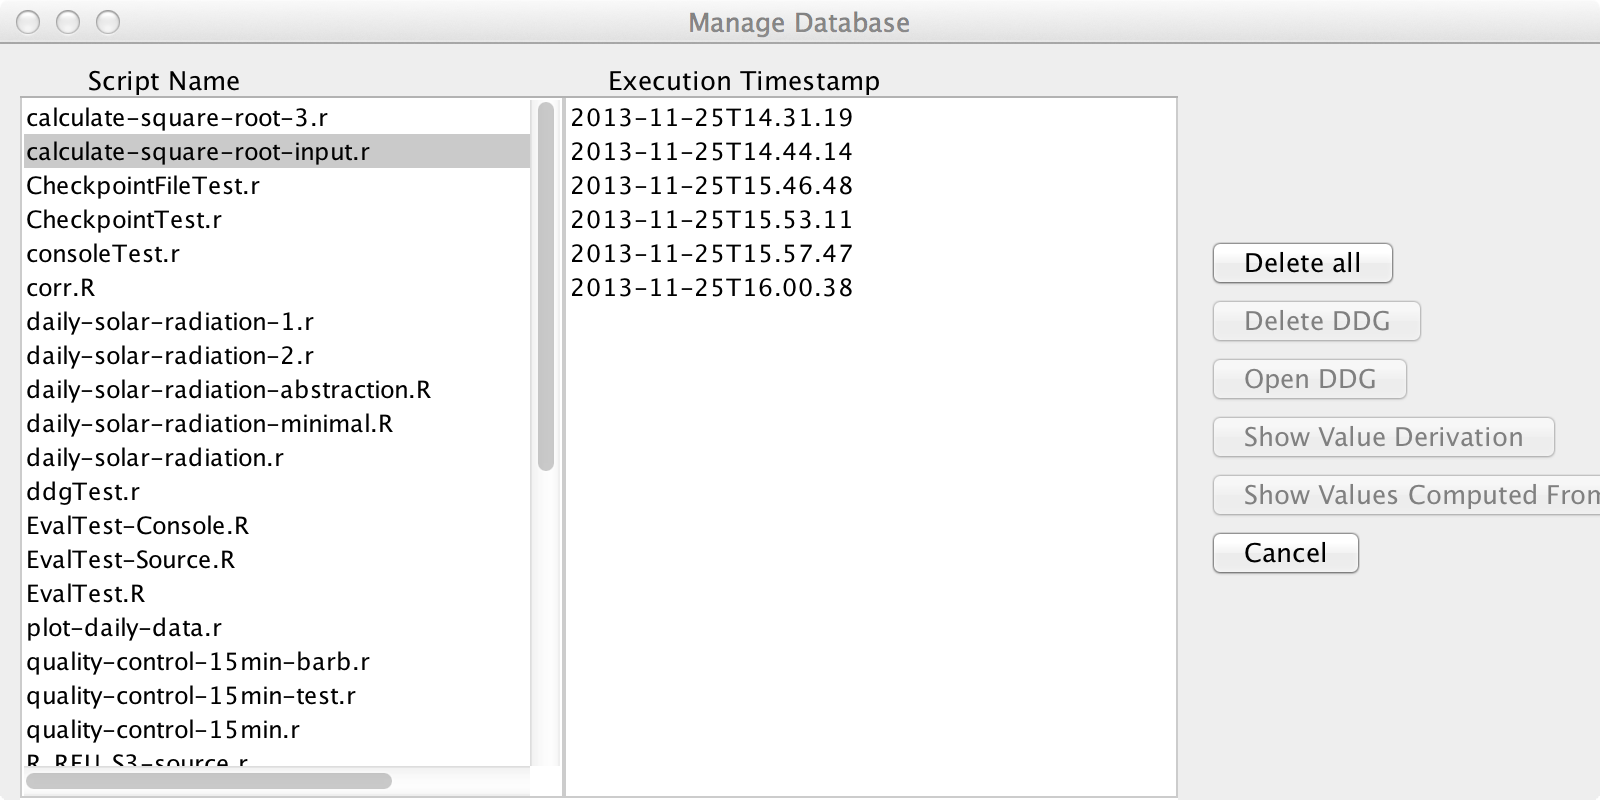 Manage Database
Script Name
Execution Timestamp
calculate-square-root-3.r
calculate-square-root-input.r
CheckpointFileTest.r
CheckpointTest.r
consoleTest.r
corr.R
daily-solar-radiation-1.r
daily-solar-radiation-2.r
daily-solar-radiation-abstraction.R
daily-solar-radiation-minimal.R
daily-solar-radiation.r
ddgTest.r
EvalTest-Console.R
EvalTest-Source.R
EvalTest.R
plot-daily-data.r
quality-control-15min-barb.r
quality-control-15min-test.r
quality-control-15min.r
R_REU_S3-source.r
2013-11-25T14.31.19
2013-11-25T14.44.14
2013-11-25T15.46.48
2013-11-25T15.53.11
2013-11-25T15.57.47
2013-11-25T16.00.38
Delete all
Delete DDG
Open DDG
Show Value Derivation
Show Values Computed From
Cancel